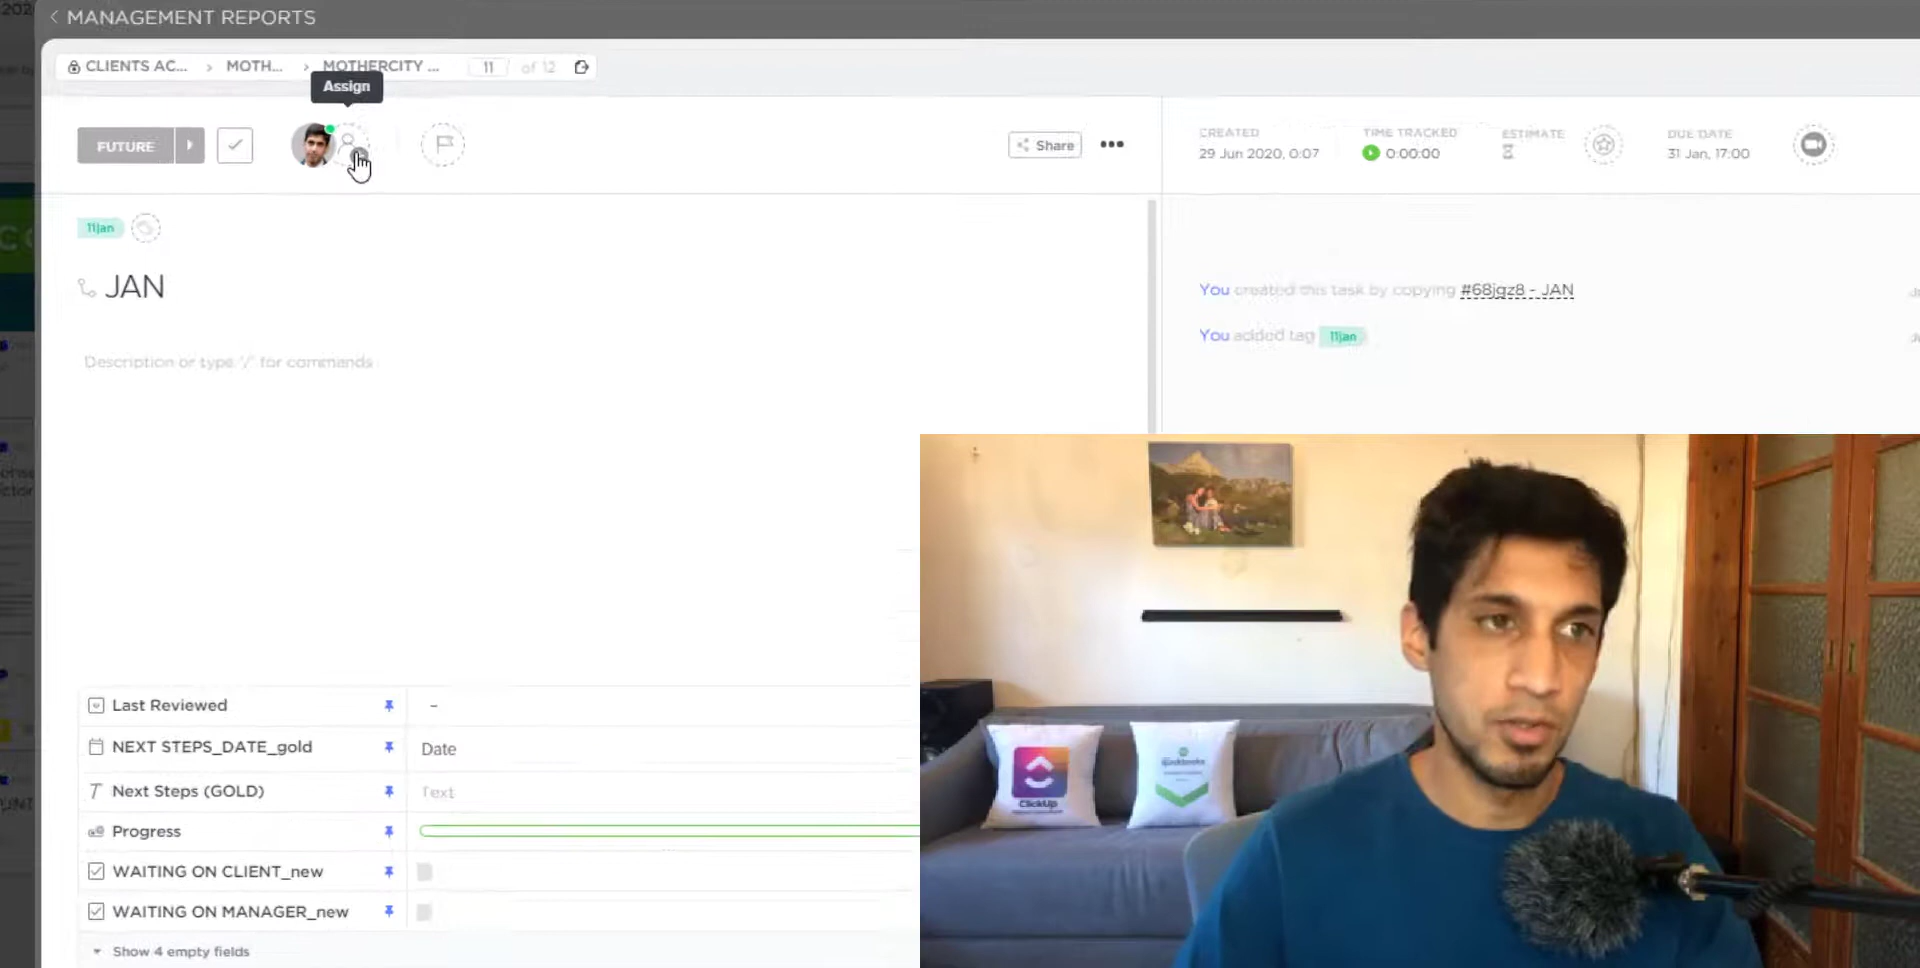 MANAGEMENT REPORTS
CLIENTS AC... > MOTH... > MOTHERCITY ... 11 of 12
Assign
FUTURE
Share
CREATED
29 Jun 2020, 0:07
TIME TRACKED
0:00:00
ESTIMATE
DUE DATE
31 Jan, 17:00
11jan
JAN
Description or type '/' for commands
You created this task by copying #68jgz8 - JAN
You added tag 11jan
Last Reviewed –
NEXT STEPS_DATE_gold Date
Next Steps (GOLD) Text
Progress
WAITING ON CLIENT_new
WAITING ON MANAGER_new
Show 4 empty fields
ClickUp
quickbooks